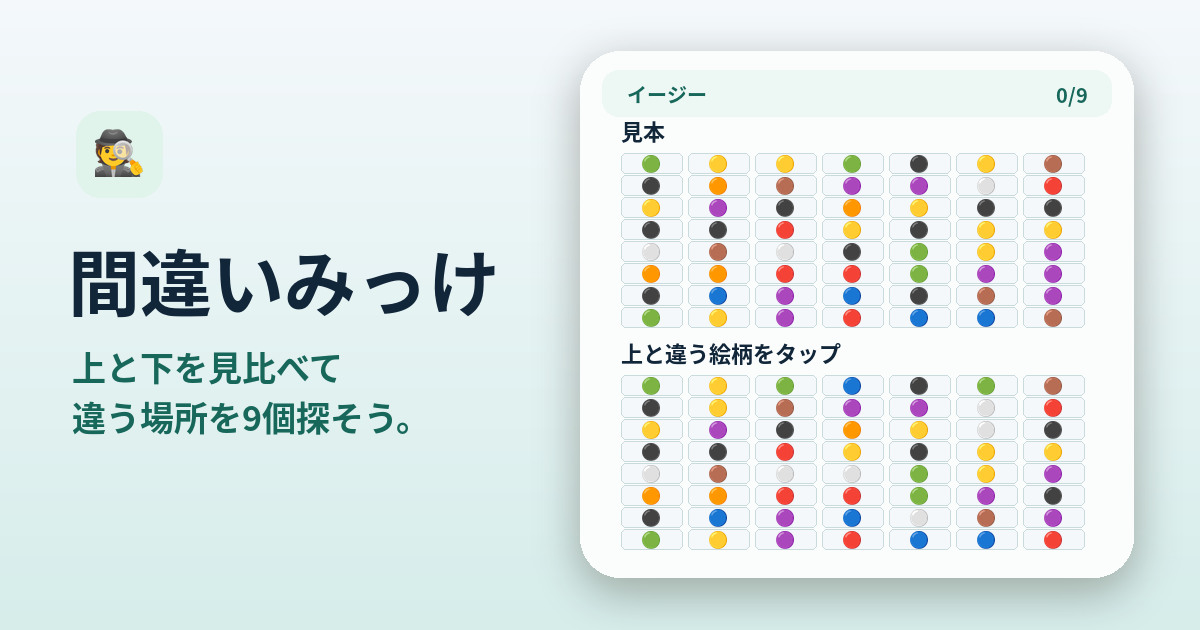 間違いみっけ
上と下を見比べて
違う場所を9個探そう。
イージー
0/9
見本
上と違う絵柄をタップ